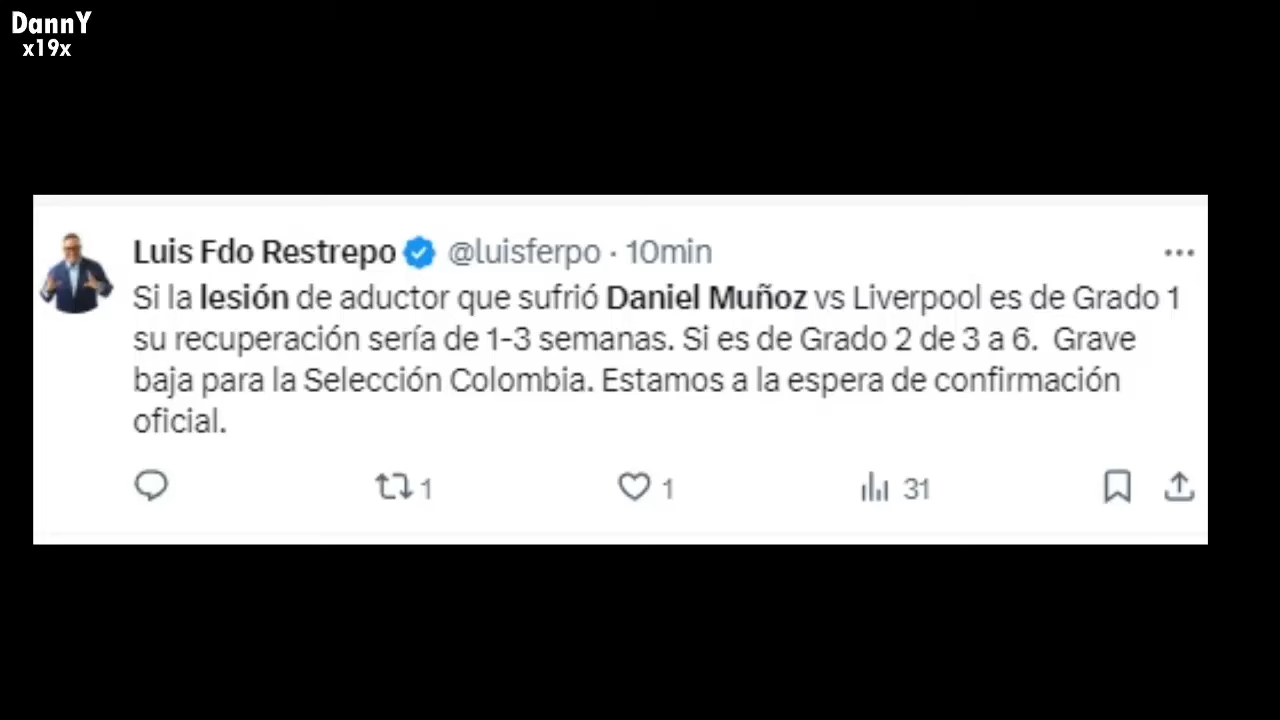 DannY
x19x
Luis Fdo Restrepo @luisferpo · 10min
Si la lesión de aductor que sufrió Daniel Muñoz vs Liverpool es de Grado 1
su recuperación sería de 1-3 semanas. Si es de Grado 2 de 3 a 6. Grave
baja para la Selección Colombia. Estamos a la espera de confirmación
oficial.
1 1 31